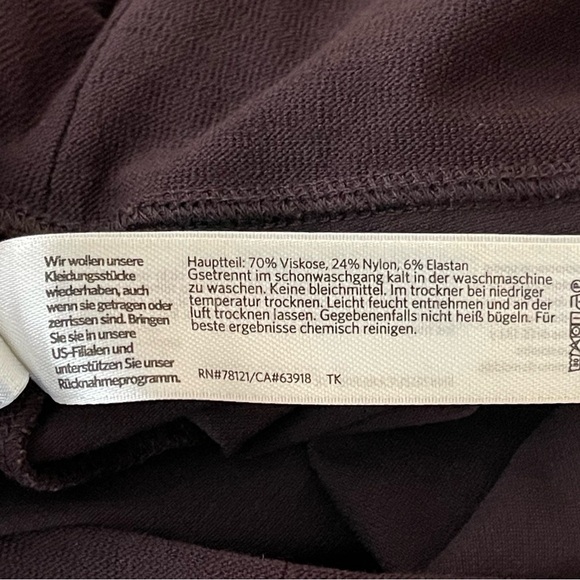 Wir wollen unsere
Kleidungsstücke
wiederhaben, auch
wenn sie getragen oder
zerrissen sind. Bringen
Sie sie in unsere
US-Filialen und
unterstützen Sie unser
Rücknahmeprogramm.
Hauptteil: 70% Viskose, 24% Nylon, 6% Elastan
Gsetrennt im schonwaschgang kalt in der waschmaschine
zu waschen. Keine bleichmittel. Im trockner bei niedriger
temperatur trocknen. Leicht feucht entnehmen und an der
luft trocknen lassen. Gegebenenfalls nicht heiß bügeln. Für
beste ergebnisse chemisch reinigen.
RN#78121/CA#63918 TK